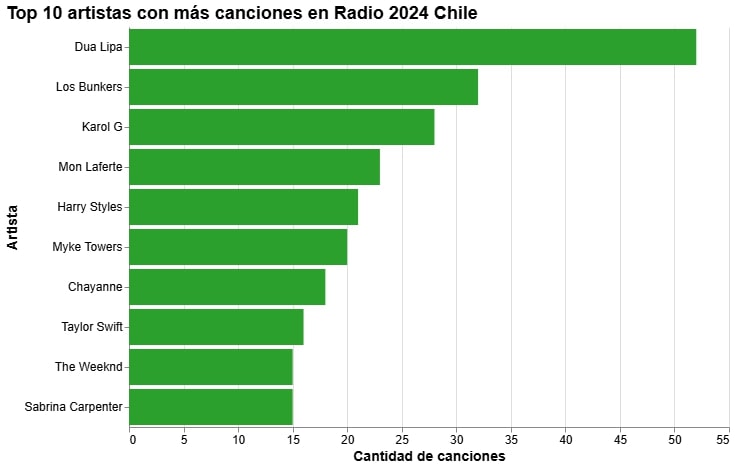 Top 10 artistas con más canciones en Radio 2024 Chile
Artista
Dua Lipa
Los Bunkers
Karol G
Mon Laferte
Harry Styles
Myke Towers
Chayanne
Taylor Swift
The Weeknd
Sabrina Carpenter
0 5 10 15 20 25 30 35 40 45 50 55
Cantidad de canciones